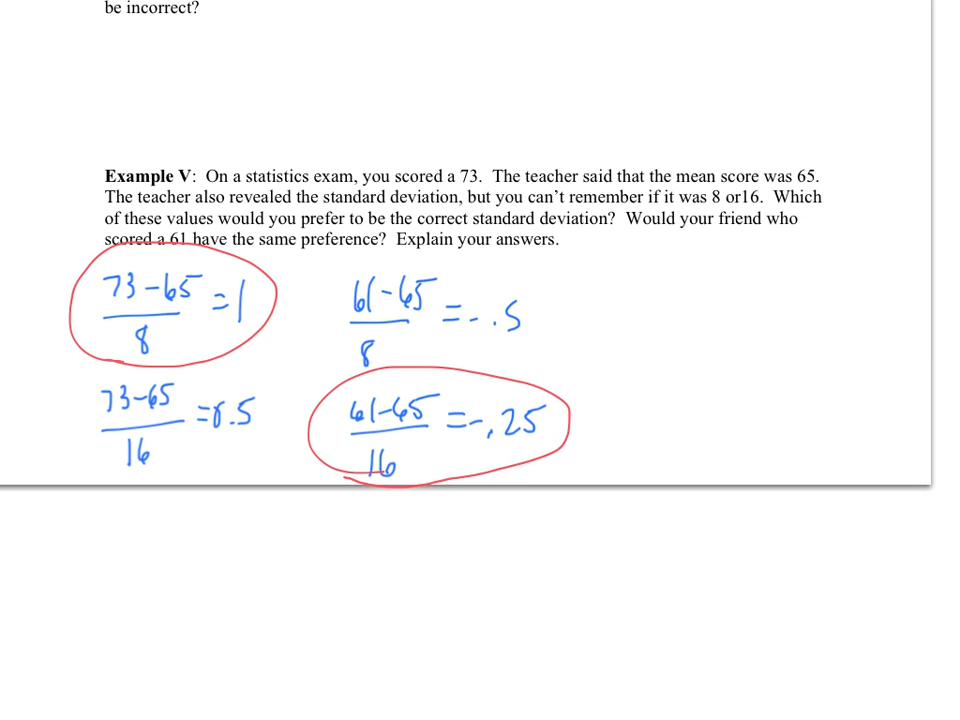 be incorrect?
Example V: On a statistics exam, you scored a 73. The teacher said that the mean score was 65.
The teacher also revealed the standard deviation, but you can't remember if it was 8 or16. Which
of these values would you prefer to be the correct standard deviation? Would your friend who
scored a 61 have the same preference? Explain your answers.
73-65 / 8 = 1
61-65 / 8 = -.5
73-65 / 16 = 0.5
61-65 / 16 = -.25